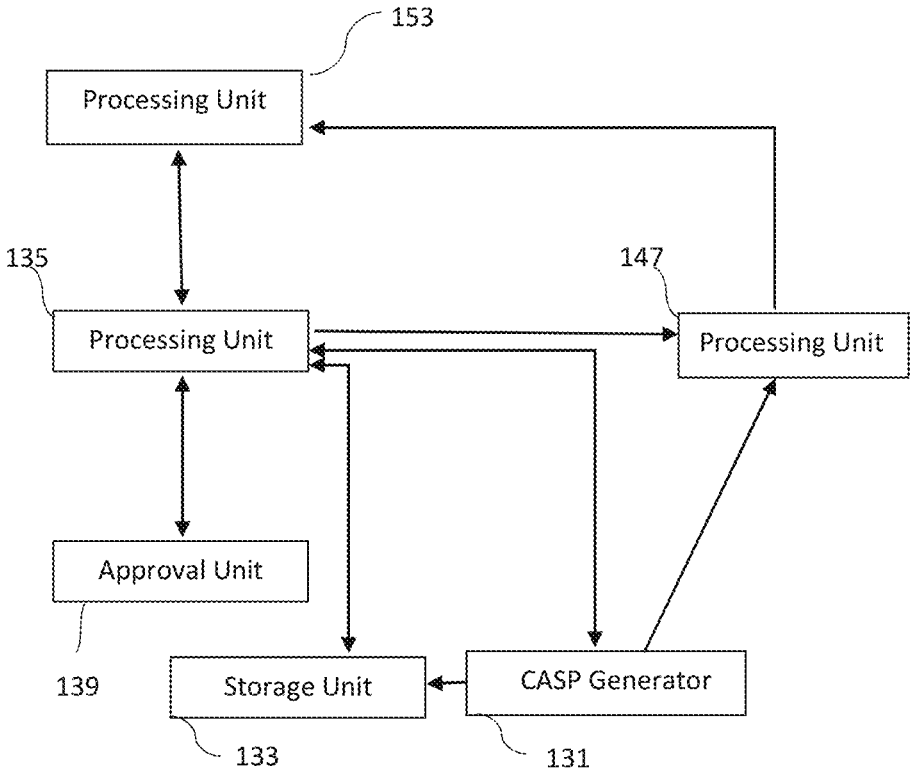 153
Processing Unit
135
147
Processing Unit
Processing Unit
Approval Unit
139
Storage Unit
CASP Generator
133
131